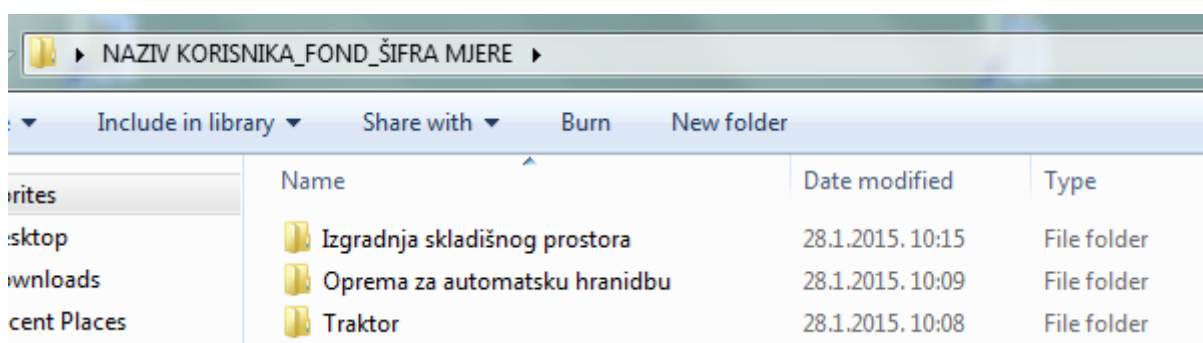 NAZIV KORISNIKA_FOND_ŠIFRA MJERE
Include in library Share with Burn New folder
Name Date modified Type
Izgradnja skladišnog prostora 28.1.2015. 10:15 File folder
Oprema za automatsku hranidbu 28.1.2015. 10:09 File folder
cent Places Traktor 28.1.2015. 10:08 File folder